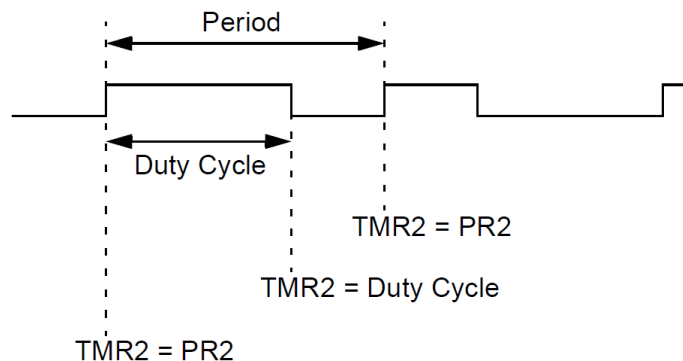 Period
Duty Cycle
TMR2 = PR2
TMR2 = Duty Cycle
TMR2 = PR2